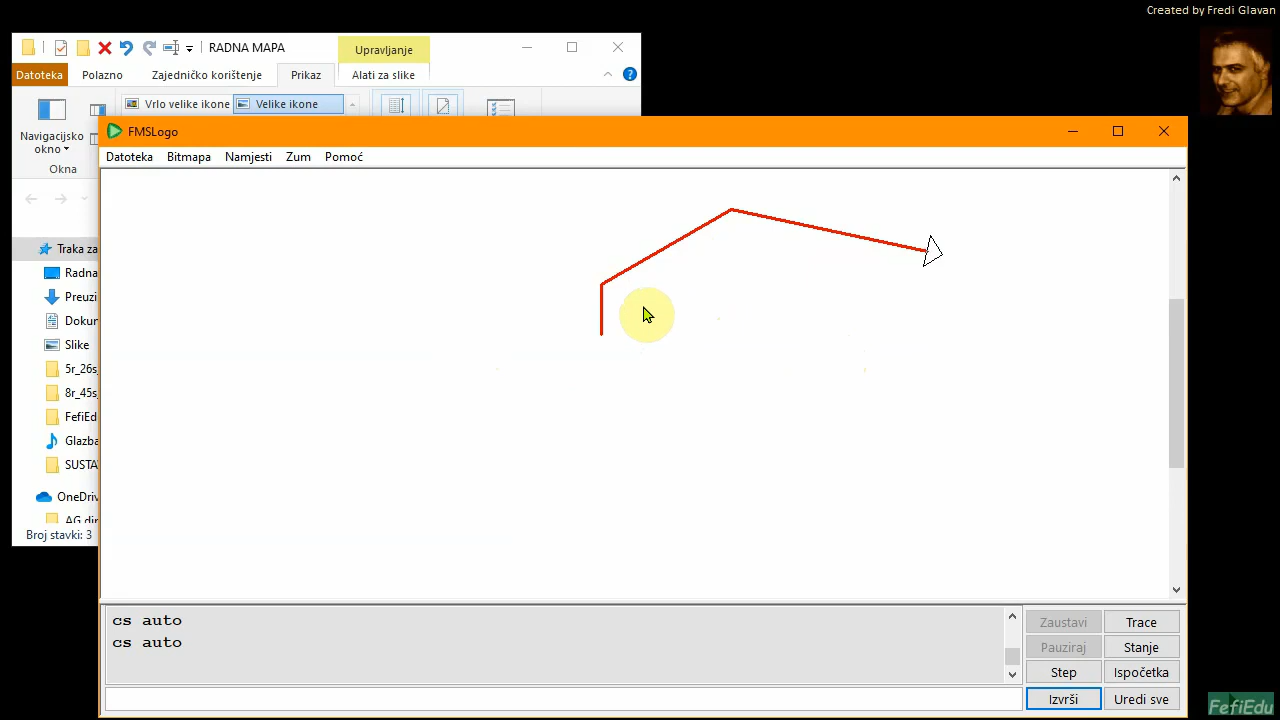 Created by Fredi Glavan
RADNA MAPA
Upravljanje
Datoteka
Polazno
Zajedničko korištenje
Prikaz
Alati za slike
Navigacijsko
okno
Okna
Vrlo velike ikone
Velike ikone
FMSLogo
Datoteka
Bitmapa
Namjesti
Zum
Pomoć
Traka za
Radna
Preuzi
Dokun
Slike
5r_26s
8r_45s
FefiEd
Glazba
SUSTA
OneDriv
AG dir
Broj stavki: 3
cs auto
cs auto
Zaustavi
Trace
Pauziraj
Stanje
Step
Ispočetka
Izvrši
Uredi sve
FefiEdu